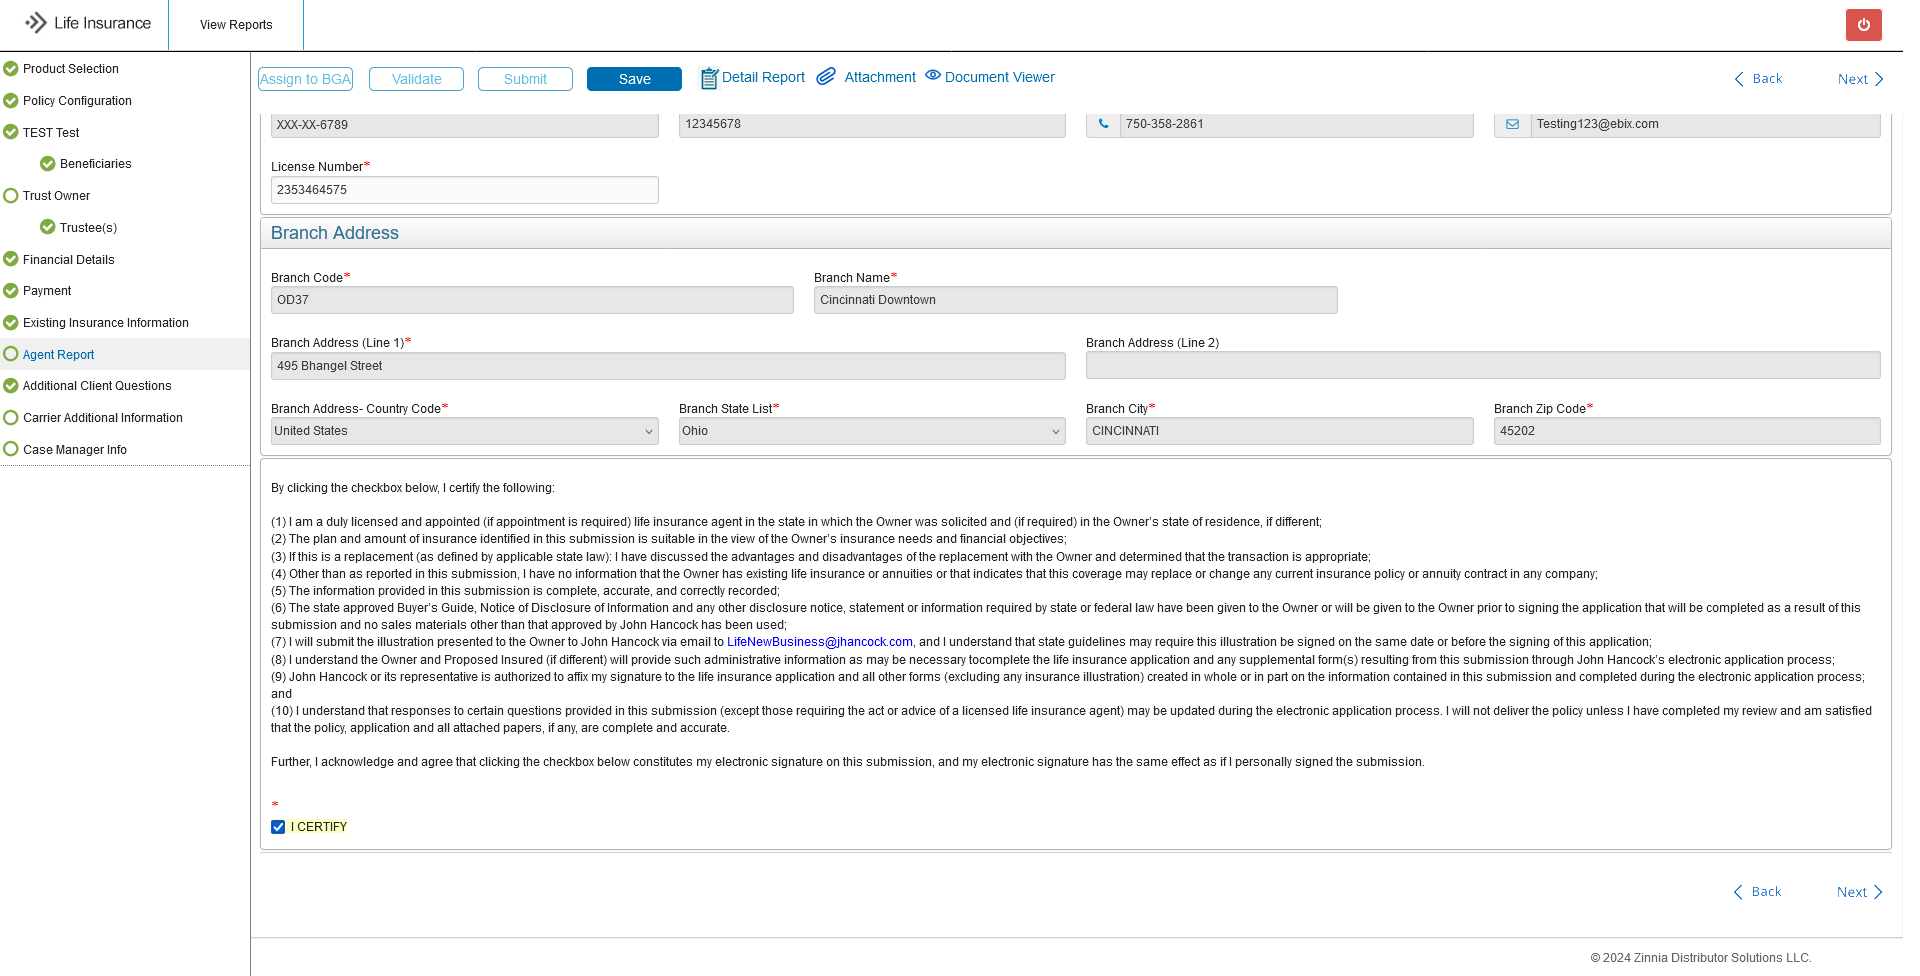 Life Insurance
View Reports
Product Selection
Policy Configuration
TEST Test
Beneficiaries
Trust Owner
Trustee(s)
Financial Details
Payment
Existing Insurance Information
Agent Report
Additional Client Questions
Carrier Additional Information
Case Manager Info
Assign to BGA Validate Submit Save Detail Report Attachment Document Viewer Back Next
XXX-XX-6789 12345678 750-358-2861 Testing123@ebix.com
License Number*
2353464575
Branch Address
Branch Code* Branch Name*
OD37 Cincinnati Downtown
Branch Address (Line 1)* Branch Address (Line 2)
495 Bhangel Street
Branch Address- Country Code* Branch State List* Branch City* Branch Zip Code*
United States Ohio CINCINNATI 45202
By clicking the checkbox below, I certify the following:
(1) I am a duly licensed and appointed (if appointment is required) life insurance agent in the state in which the Owner was solicited and (if required) in the Owner's state of residence, if different;
(2) The plan and amount of insurance identified in this submission is suitable in the view of the Owner's insurance needs and financial objectives;
(3) If this is a replacement (as defined by applicable state law): I have discussed the advantages and disadvantages of the replacement with the Owner and determined that the transaction is appropriate;
(4) Other than as reported in this submission, I have no information that the Owner has existing life insurance or annuities or that indicates that this coverage may replace or change any current insurance policy or annuity contract in any company;
(5) The information provided in this submission is complete, accurate, and correctly recorded;
(6) The state approved Buyer's Guide, Notice of Disclosure of Information and any other disclosure notice, statement or information required by state or federal law have been given to the Owner or will be given to the Owner prior to signing the application that will be completed as a result of this
submission and no sales materials other than that approved by John Hancock has been used;
(7) I will submit the illustration presented to the Owner to John Hancock via email to LifeNewBusiness@jhancock.com, and I understand that state guidelines may require this illustration be signed on the same date or before the signing of this application;
(8) I understand the Owner and Proposed Insured (if different) will provide such administrative information as may be necessary tocomplete the life insurance application and any supplemental form(s) resulting from this submission through John Hancock's electronic application process;
(9) John Hancock or its representative is authorized to affix my signature to the life insurance application and all other forms (excluding any insurance illustration) created in whole or in part on the information contained in this submission and completed during the electronic application process;
and
(10) I understand that responses to certain questions provided in this submission (except those requiring the act or advice of a licensed life insurance agent) may be updated during the electronic application process. I will not deliver the policy unless I have completed my review and am satisfied
that the policy, application and all attached papers, if any, are complete and accurate.
Further, I acknowledge and agree that clicking the checkbox below constitutes my electronic signature on this submission, and my electronic signature has the same effect as if I personally signed the submission.
*
I CERTIFY
Back Next
© 2024 Zinnia Distributor Solutions LLC.